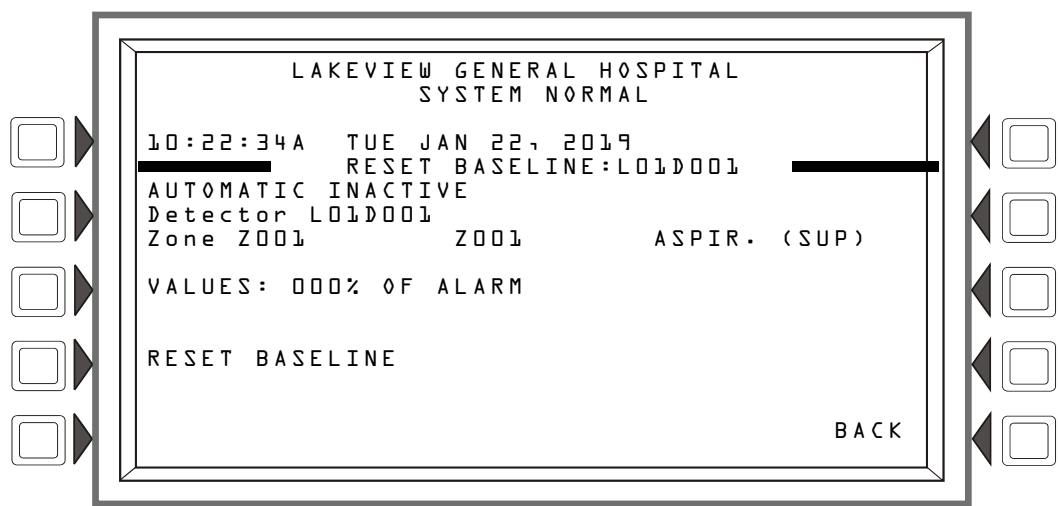 LAKEVIEW GENERAL HOSPITAL
SYSTEM NORMAL
10:22:34A TUE JAN 22, 2019
RESET BASELINE:L01D001
AUTOMATIC INACTIVE
Detector L01D001
Zone Z001 Z001 ASPIR. (SUP)
VALUES: 000% OF ALARM
RESET BASELINE
BACK